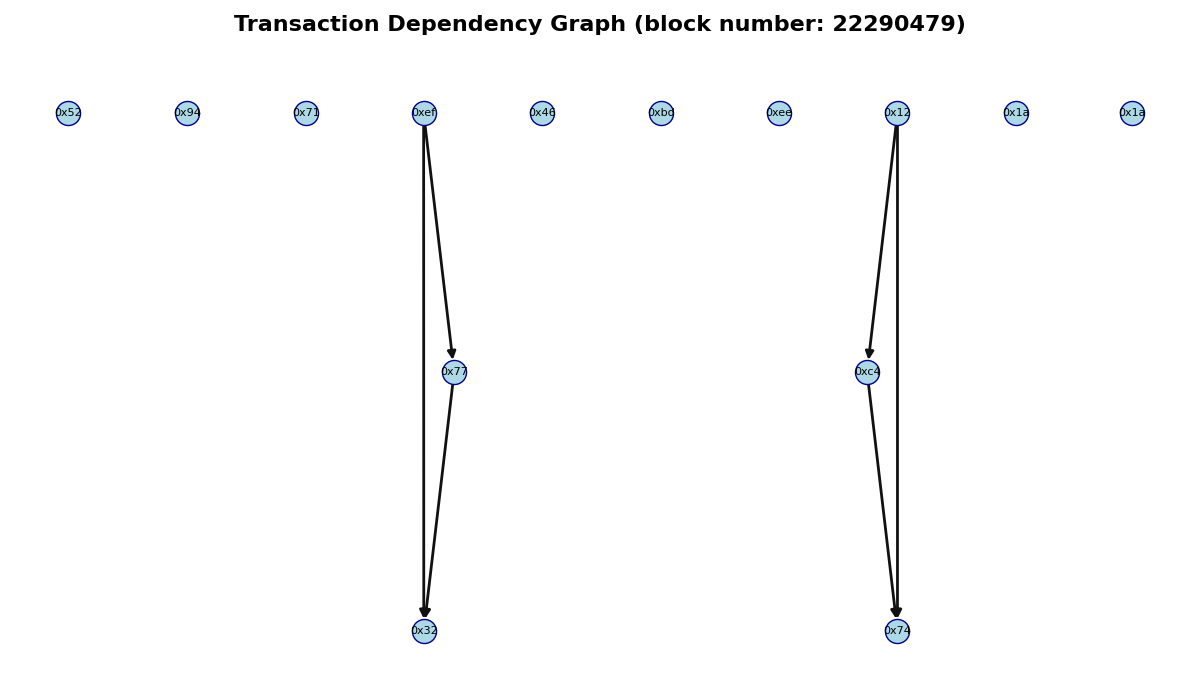 Transaction Dependency Graph (block number: 22290479)
0x52 0x94 0x71 0xef 0x46 0xbd 0xee 0x12 0x1a 0x1a
0x77 0xc4
0x32 0x74